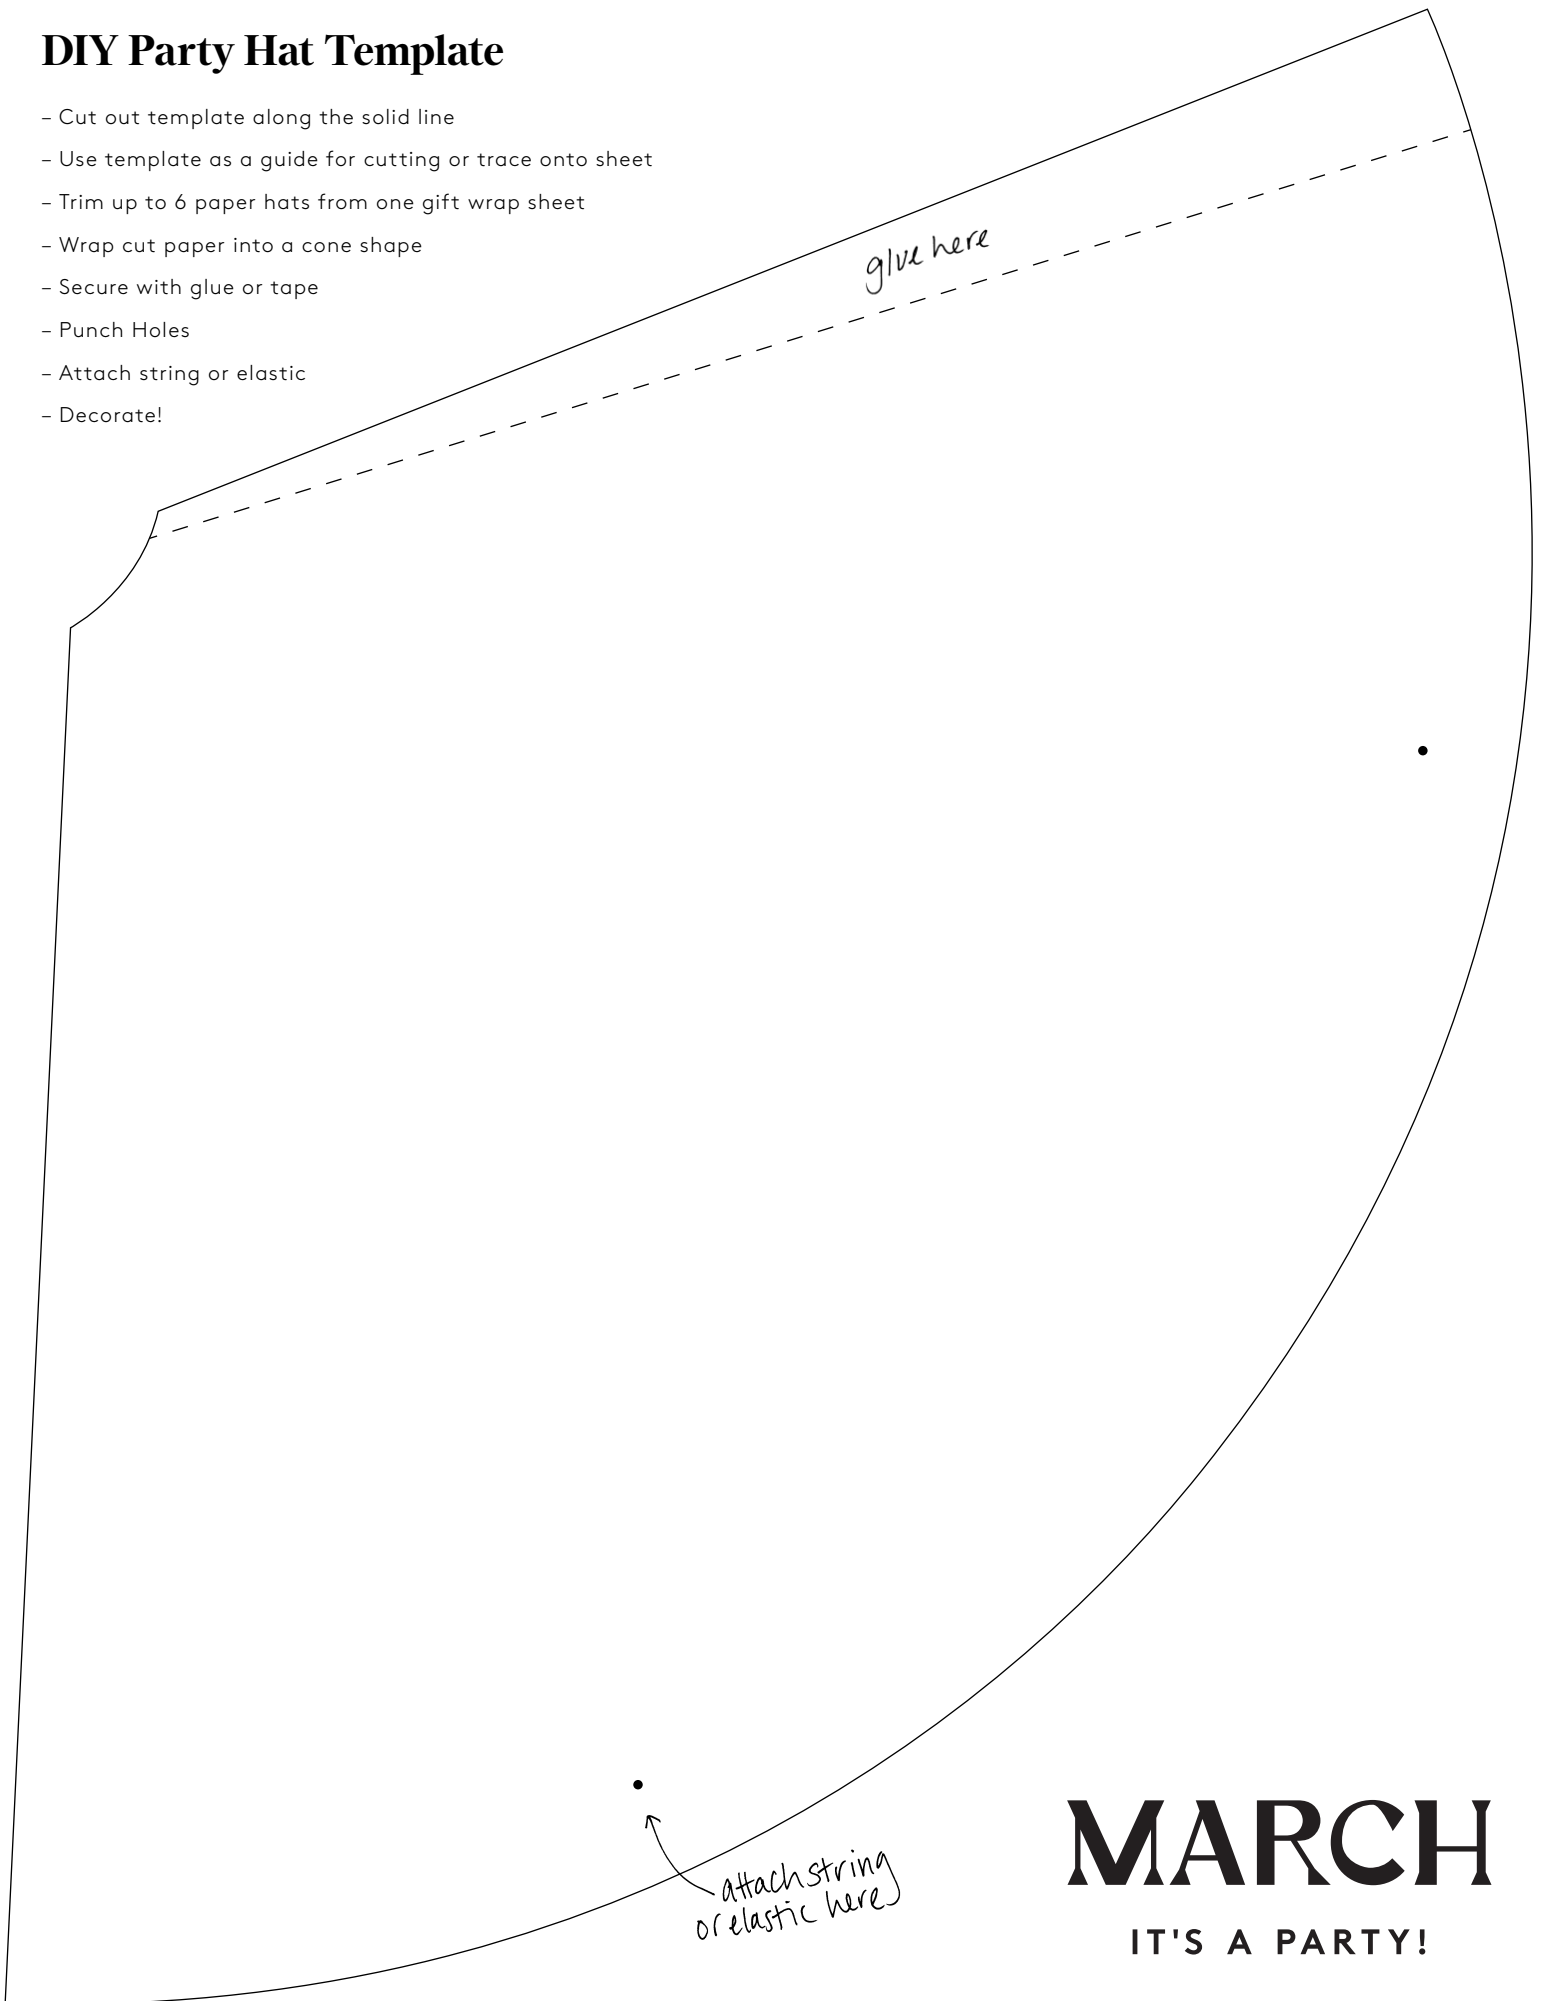 DIY Party Hat Template
– Cut out template along the solid line
– Use template as a guide for cutting or trace onto sheet
– Trim up to 6 paper hats from one gift wrap sheet
– Wrap cut paper into a cone shape
– Secure with glue or tape
– Punch Holes
– Attach string or elastic
– Decorate!
glue here
attach string
or elastic here
MARCH
IT'S A PARTY!